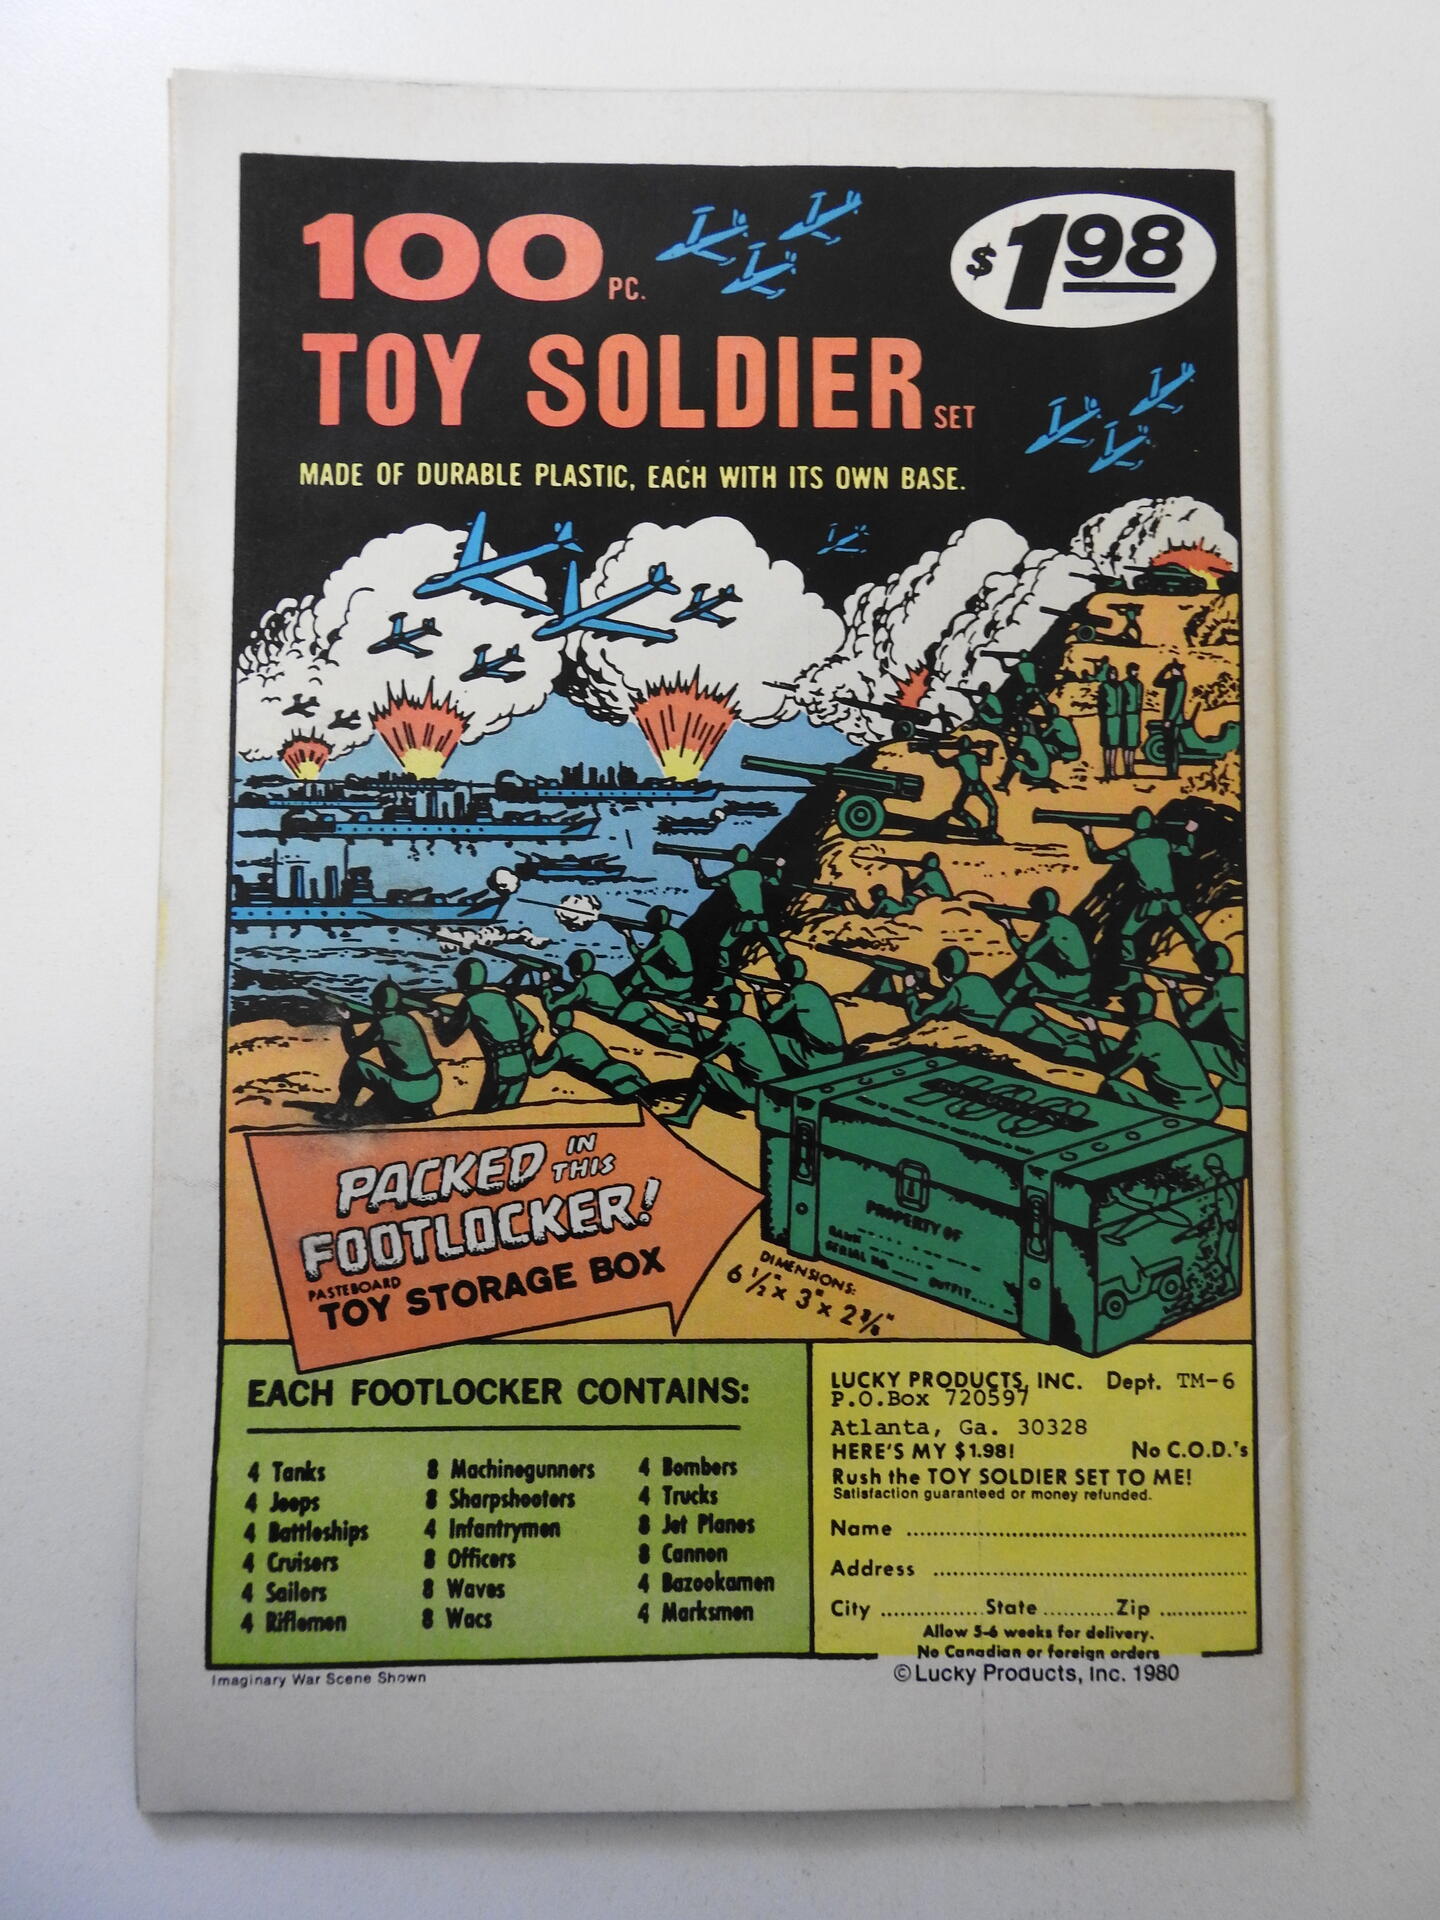 100 PC.
$1.98
TOY SOLDIER SET
MADE OF DURABLE PLASTIC, EACH WITH ITS OWN BASE.
PACKED IN THIS
FOOTLOCKER!
PASTEBOARD
TOY STORAGE BOX
PROPERTY OF
RANK
SERIAL NO. OUTFIT
DIMENSIONS:
6 1/2" x 3" x 2 3/8"
EACH FOOTLOCKER CONTAINS:
4 Tanks
4 Jeeps
4 Battleships
4 Cruisers
4 Sailors
4 Riflemen
8 Machinegunners
8 Sharpshooters
4 Infantrymen
8 Officers
8 Waves
8 Wacs
4 Bombers
4 Trucks
8 Jet Planes
8 Cannon
4 Bazookamen
4 Marksmen
LUCKY PRODUCTS, INC. Dept. TM-6
P.O.Box 720597
Atlanta, Ga. 30328
HERE'S MY $1.98! No C.O.D.'s
Rush the TOY SOLDIER SET TO ME!
Satisfaction guaranteed or money refunded.
Name
Address
City State Zip
Allow 5-6 weeks for delivery.
No Canadian or foreign orders
Imaginary War Scene Shown
© Lucky Products, Inc. 1980